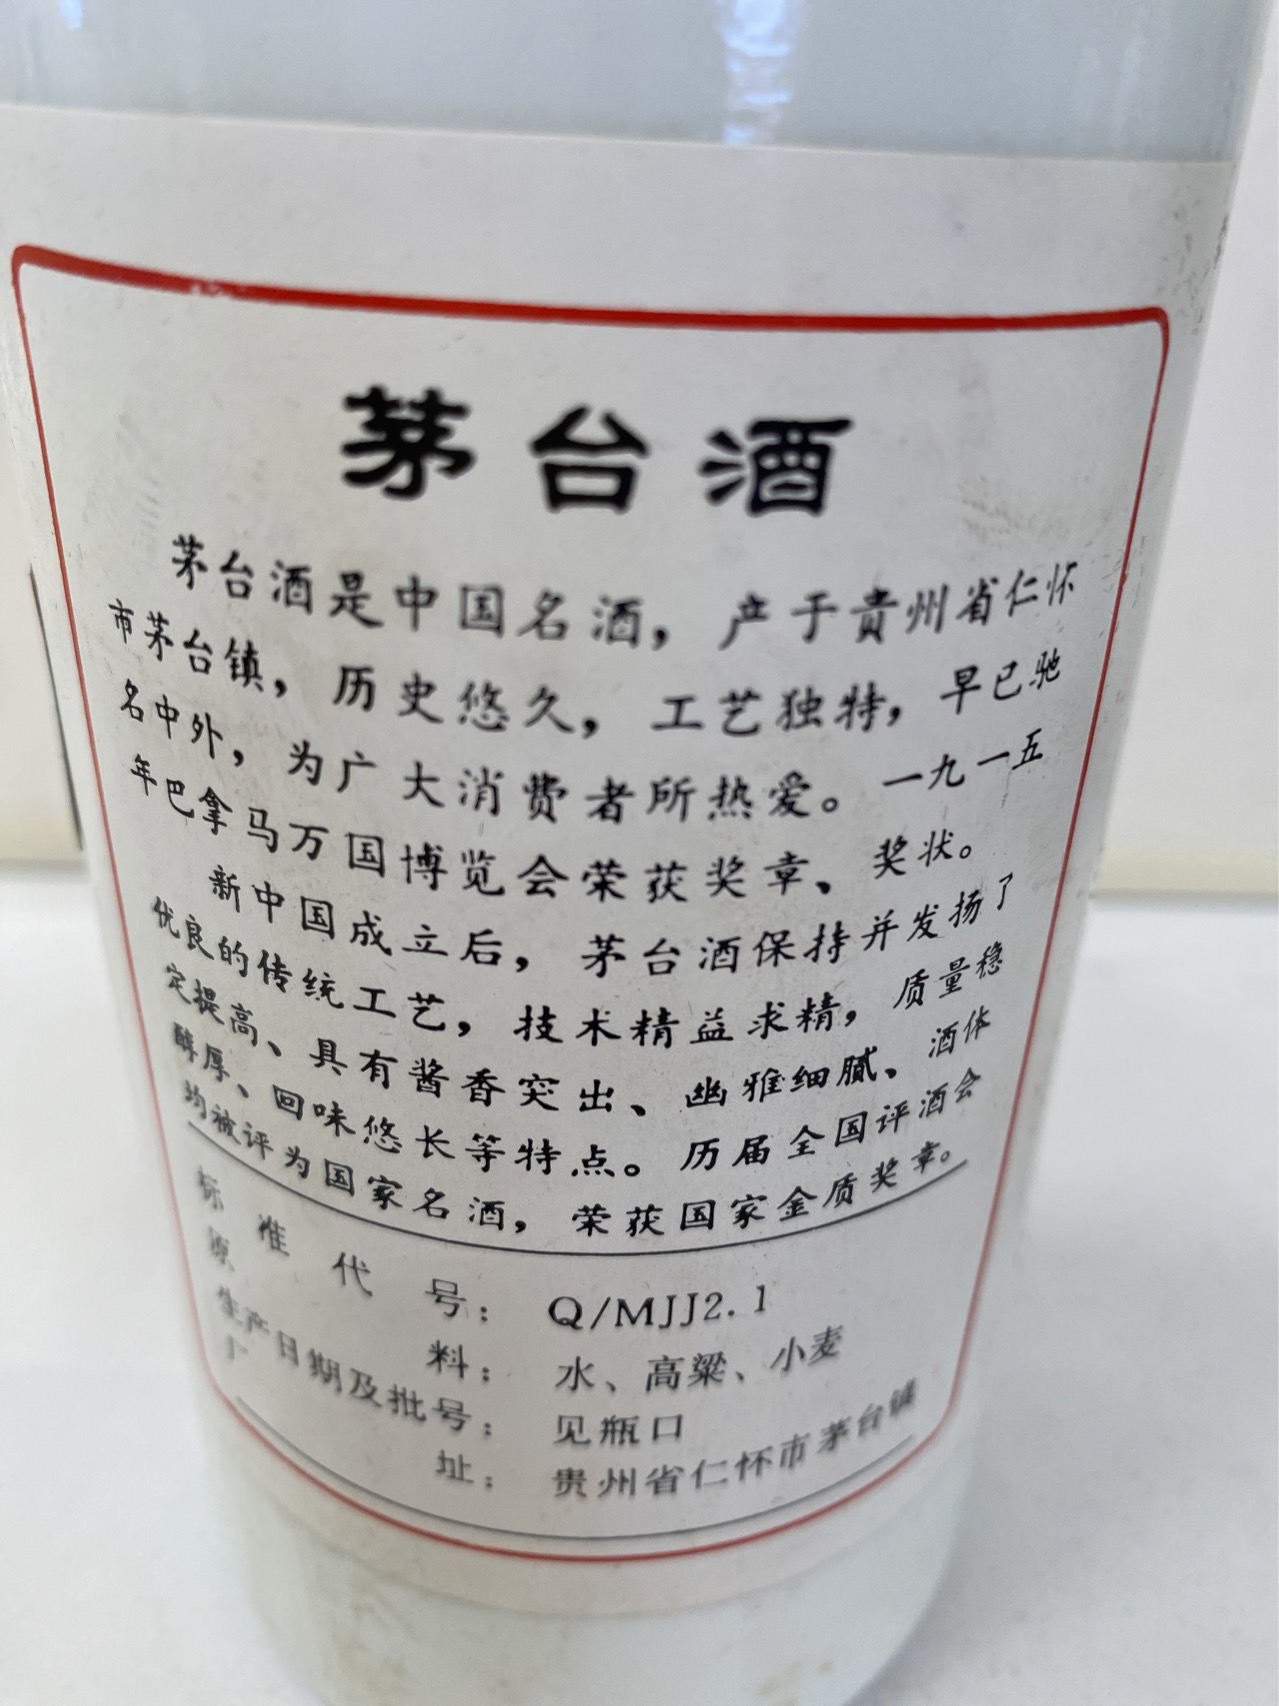 茅台酒
茅台酒是中国名酒，产于贵州省仁怀
市茅台镇，历史悠久，工艺独特，早已驰
名中外，为广大消费者所热爱。一九一五
年巴拿马万国博览会荣获奖章、奖状。
新中国成立后，茅台酒保持并发扬了
优良的传统工艺，技术精益求精，质量稳
定提高、具有酱香突出、幽雅细腻、酒体
醇厚、回味悠长等特点。历届全国评酒会
均被评为国家名酒，荣获国家金质奖章。
标准代号：Q/MJJ2.1
原料：水、高粱、小麦
生产日期及批号：见瓶口
厂址：贵州省仁怀市茅台镇